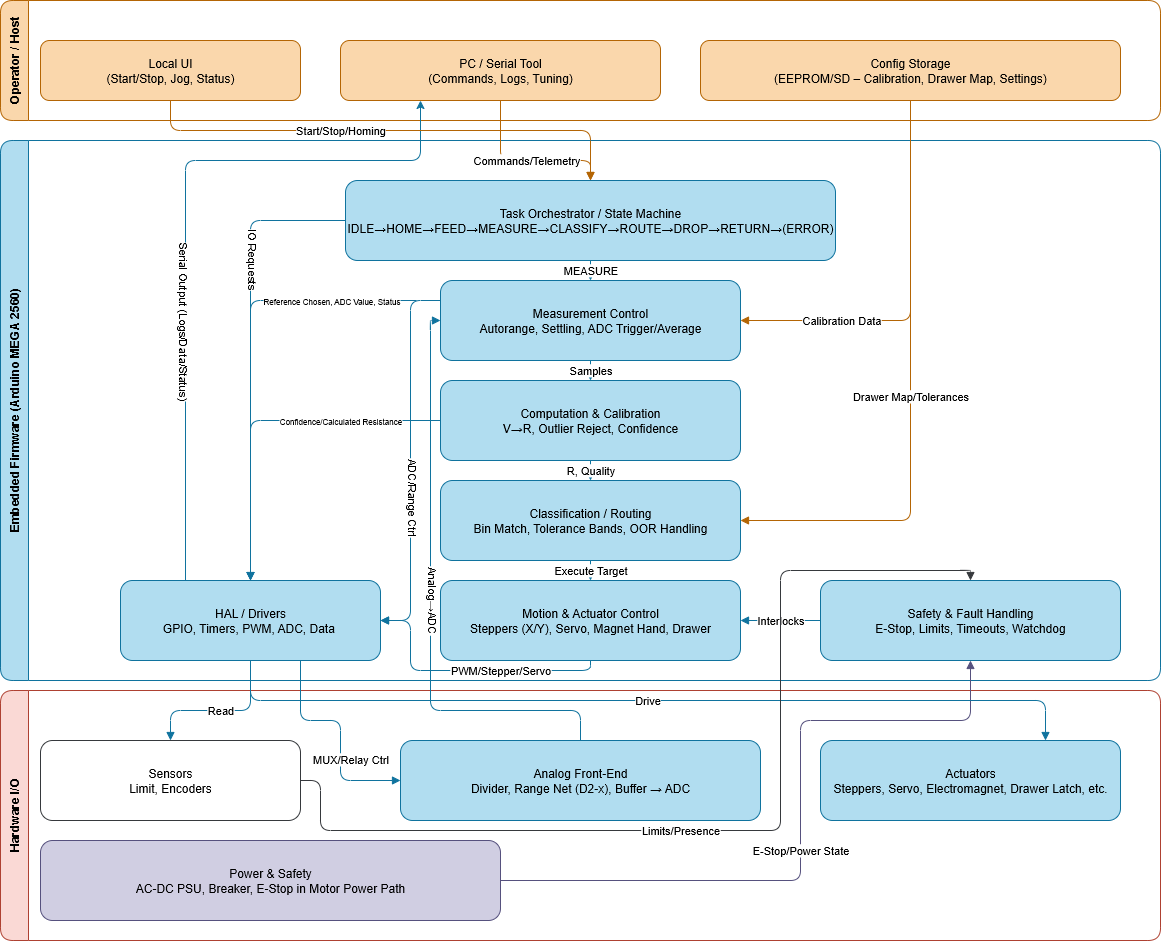 Operator / Host
Local UI
(Start/Stop, Jog, Status)
PC / Serial Tool
(Commands, Logs, Tuning)
Config Storage
(EEPROM/SD – Calibration, Drawer Map, Settings)
Start/Stop/Homing
Commands/Telemetry
Embedded Firmware (Arduino MEGA 2560)
Task Orchestrator / State Machine
IDLE→HOME→FEED→MEASURE→CLASSIFY→ROUTE→DROP→RETURN→(ERROR)
IO Requests
Serial Output (Logs/Data/Status)
MEASURE
Reference Chosen, ADC Value, Status
Measurement Control
Autorange, Settling, ADC Trigger/Average
Calibration Data
Samples
Drawer Map/Tolerances
Computation & Calibration
V→R, Outlier Reject, Confidence
Confidence/Calculated Resistance
R, Quality
ADC/Range Ctrl
Classification / Routing
Bin Match, Tolerance Bands, OOR Handling
Execute Target
Analog→ADC
HAL / Drivers
GPIO, Timers, PWM, ADC, Data
Motion & Actuator Control
Steppers (X/Y), Servo, Magnet Hand, Drawer
Interlocks
Safety & Fault Handling
E-Stop, Limits, Timeouts, Watchdog
PWM/Stepper/Servo
Hardware I/O
Read
Drive
MUX/Relay Ctrl
Sensors
Limit, Encoders
Analog Front-End
Divider, Range Net (D2-x), Buffer → ADC
Actuators
Steppers, Servo, Electromagnet, Drawer Latch, etc.
Limits/Presence
E-Stop/Power State
Power & Safety
AC-DC PSU, Breaker, E-Stop in Motor Power Path